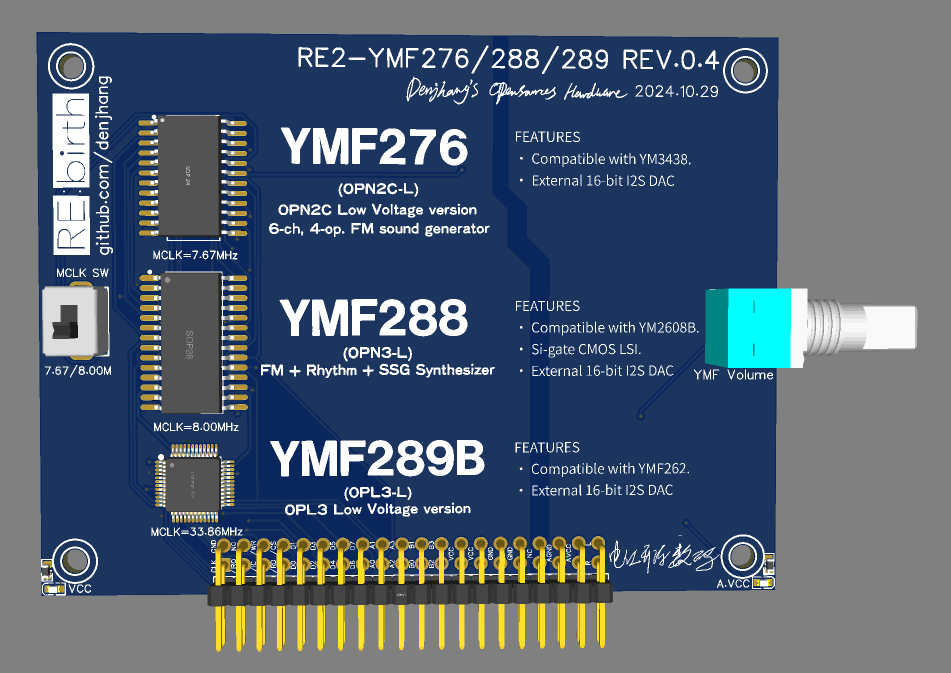 RE2-YMF276/288/289 REV.0.4
Denjhang's Opensources Hardware 2024.10.29
REbirth
github.com/denjhang
YMF276
(OPN2C-L)
OPN2C Low Voltage version
6-ch, 4-op. FM sound generator
FEATURES
· Compatible with YM3438.
· External 16-bit I2S DAC
SOP 24
MCLK=7.67MHz
MCLK SW
7.67/8.00M
YMF288
(OPN3-L)
FM + Rhythm + SSG Synthesizer
FEATURES
· Compatible with YM2608B.
· Si-gate CMOS LSI.
· External 16-bit I2S DAC
YMF Volume
SOP28
MCLK=8.00MHz
YMF289B
(OPL3-L)
OPL3 Low Voltage version
FEATURES
· Compatible with YMF262.
· External 16-bit I2S DAC
MCLK=33.86MHz
VCC
A.VCC